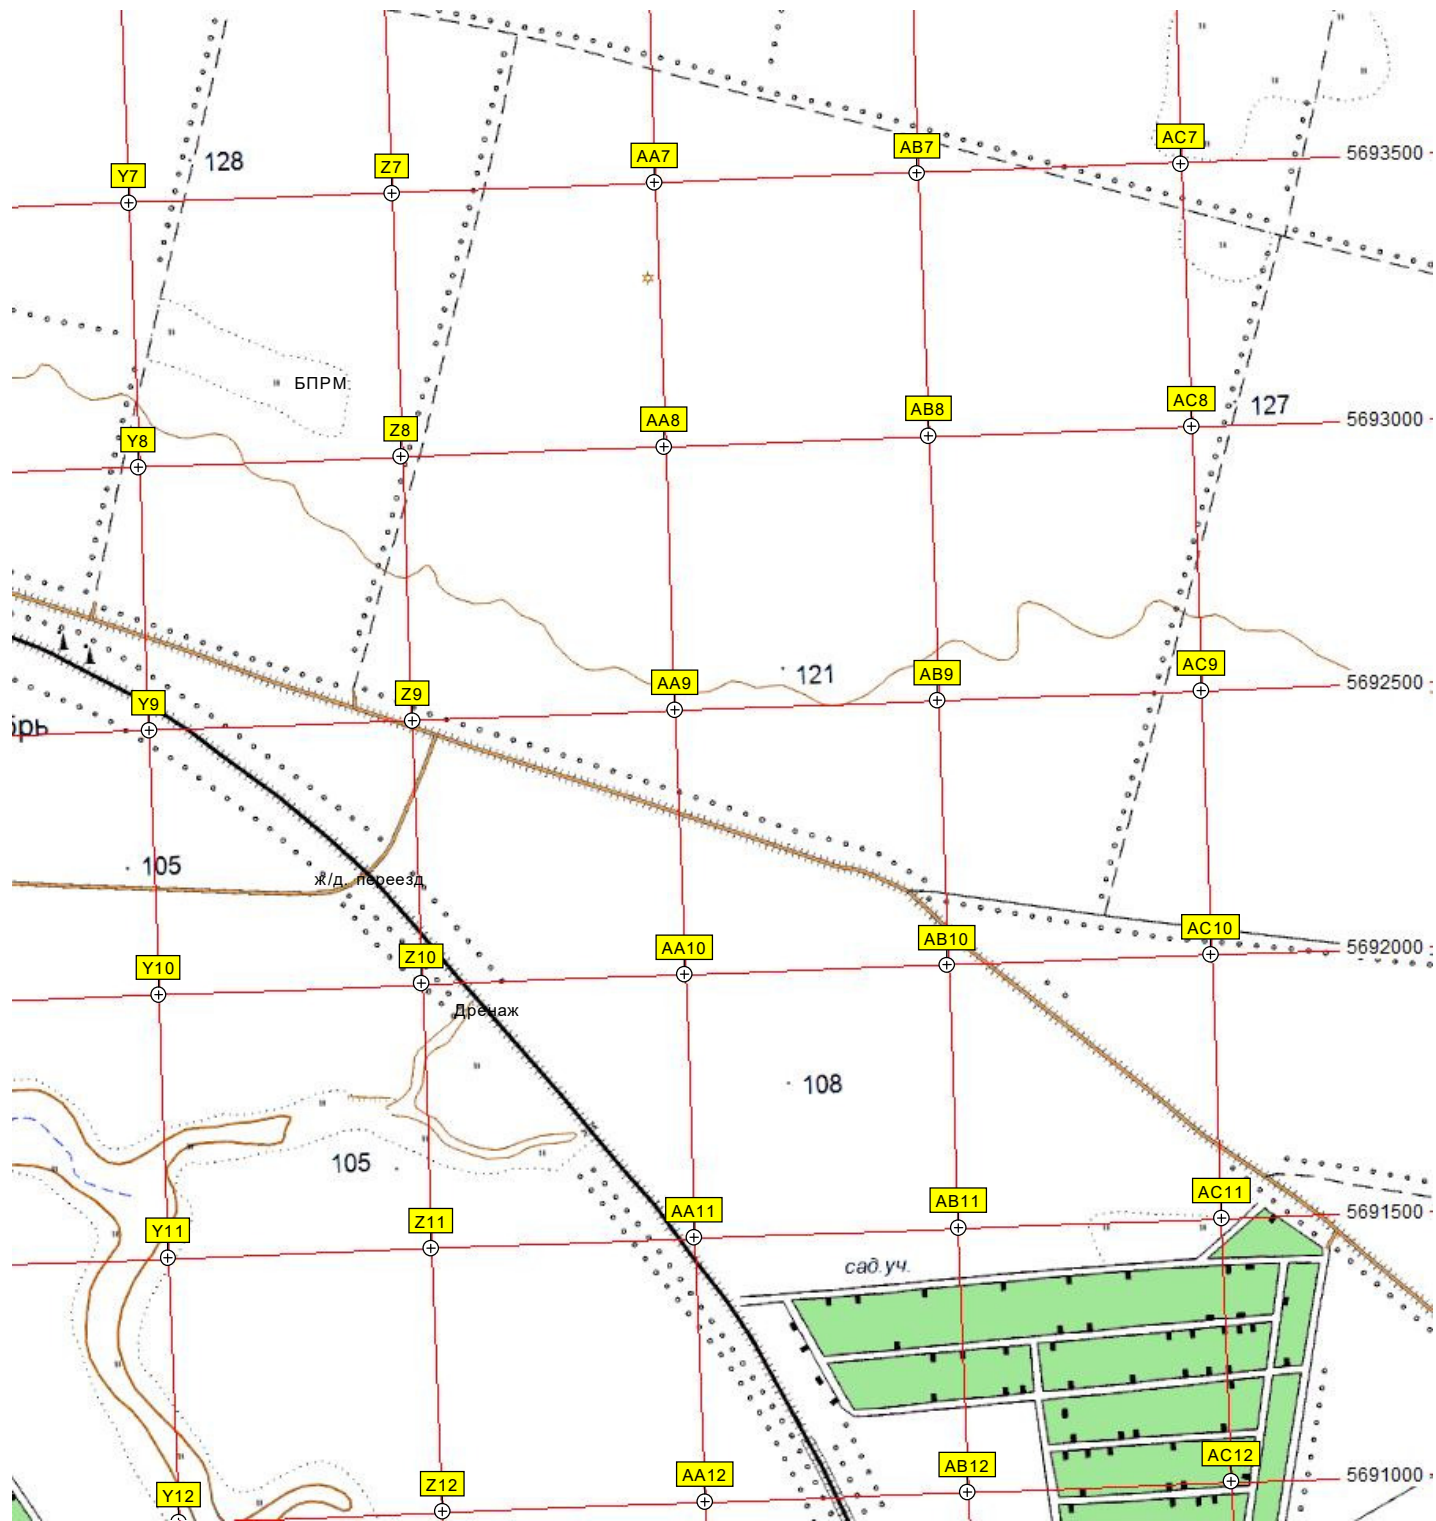 AC7
AB7
5693500
AA7
128
Z7
Y7
БПРМ
AC8
127
AB8
5693000
AA8
Z8
Y8
AC9
121
AB9
5692500
AA9
Z9
Y9
орь
105
ж/д. переезд
AC10
AB10
5692000
AA10
Z10
Y10
Дренаж
108
105
AC11
AB11
5691500
AA11
Z11
Y11
сад.уч.
AC12
AB12
5691000
AA12
Z12
Y12